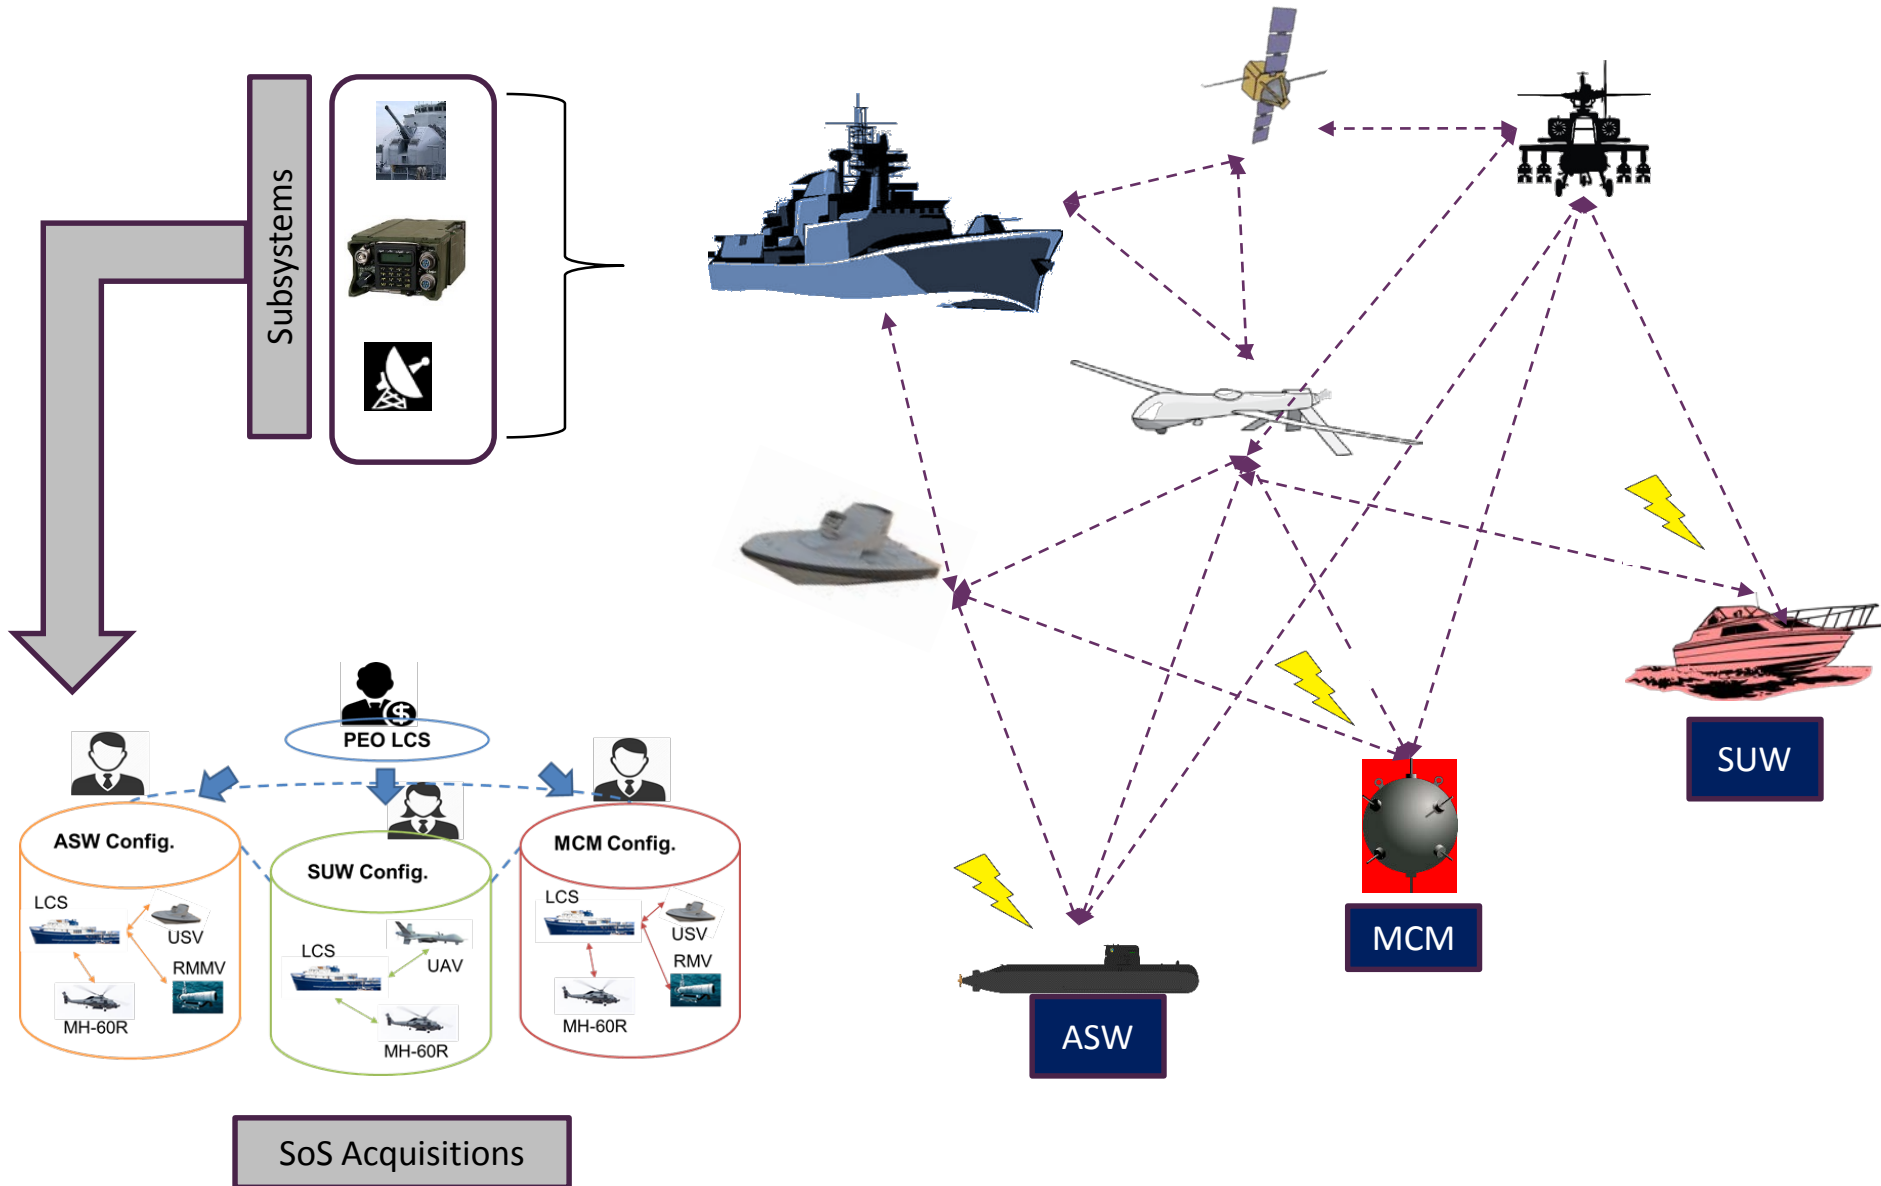 Subsystems
PEO LCS
ASW Config.
LCS
USV
RMMV
MH-60R
SUW Config.
LCS
UAV
MH-60R
MCM Config.
LCS
USV
RMV
MH-60R
SoS Acquisitions
SUW
MCM
ASW